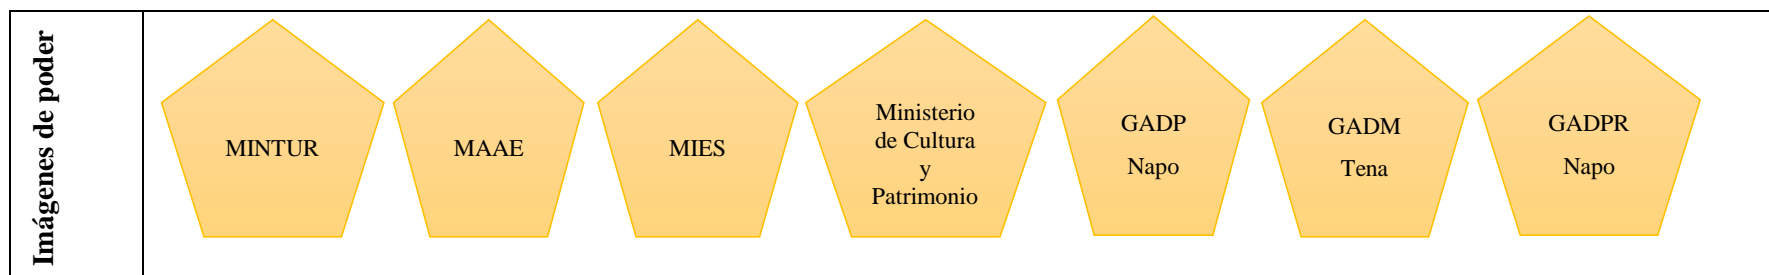 Imágenes de poder
MINTUR
MAAE
MIES
Ministerio
de Cultura
y
Patrimonio
GADP
Napo
GADM
Tena
GADPR
Napo